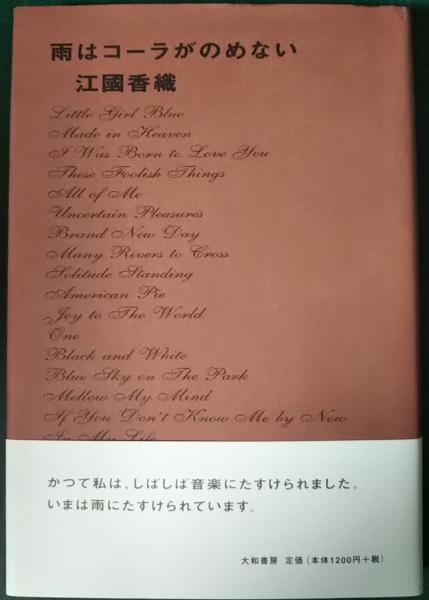 雨はコーラがのめない
江國香織
Little Girl Blue
Made in Heaven
I Was Born to Love You
These Foolish Things
All of Me
Uncertain Pleasures
Brand New Day
Many Rivers to Cross
Solitude Standing
American Pie
Joy to The World
One
Black and White
Blue Sky on The Park
Mellow My Mind
If You Don't Know Me by Now
In My Life
かつて私は、しばしば音楽にたすけられました。
いまは雨にたすけられています。
大和書房 定価(本体1200円+税)